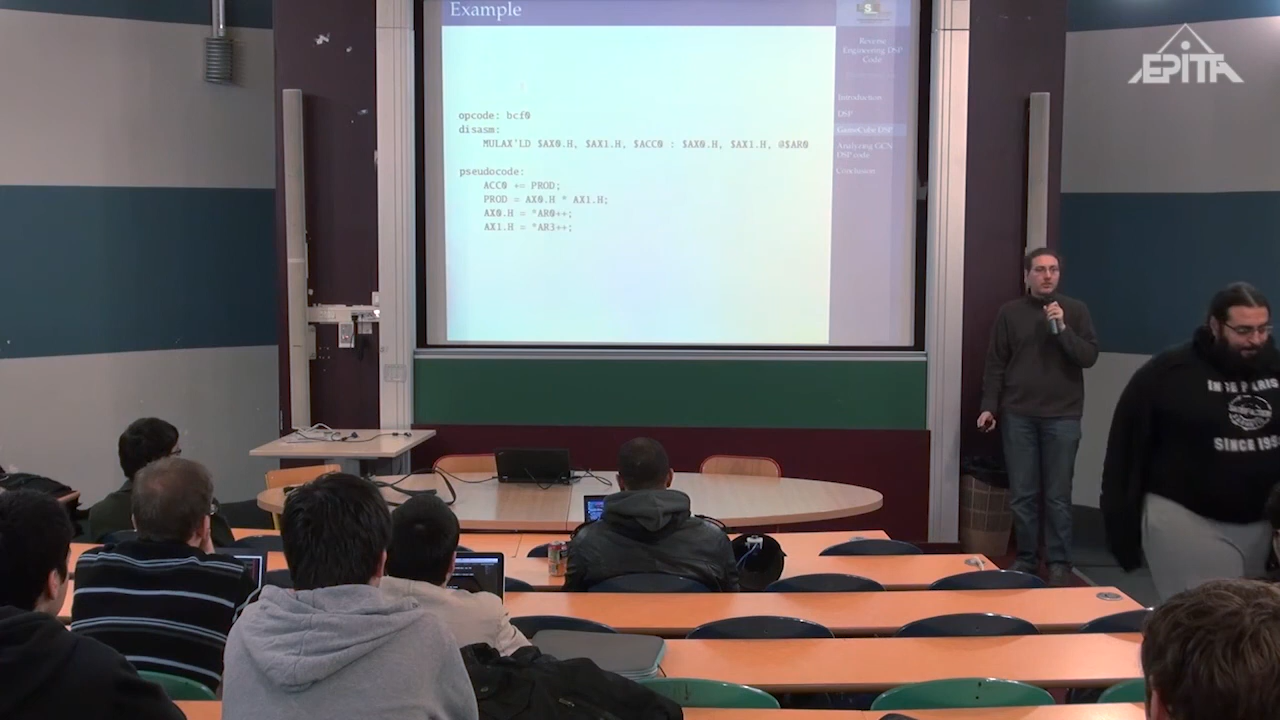 Example
opcode: bcf0
disasm:
MULAX'LD $AX0.H, $AX1.H, $ACC0 : $AX0.H, $AX1.H, @$AR0
pseudocode:
ACC0 += PROD;
PROD = AX0.H * AX1.H;
AX0.H = *AR0++;
AX1.H = *AR3++;
Reverse
Engineering DSP
Code
Introduction
DSP
GameCube DSP
Analyzing GCN
DSP code
Conclusion
EPITA
PARIS
SINCE